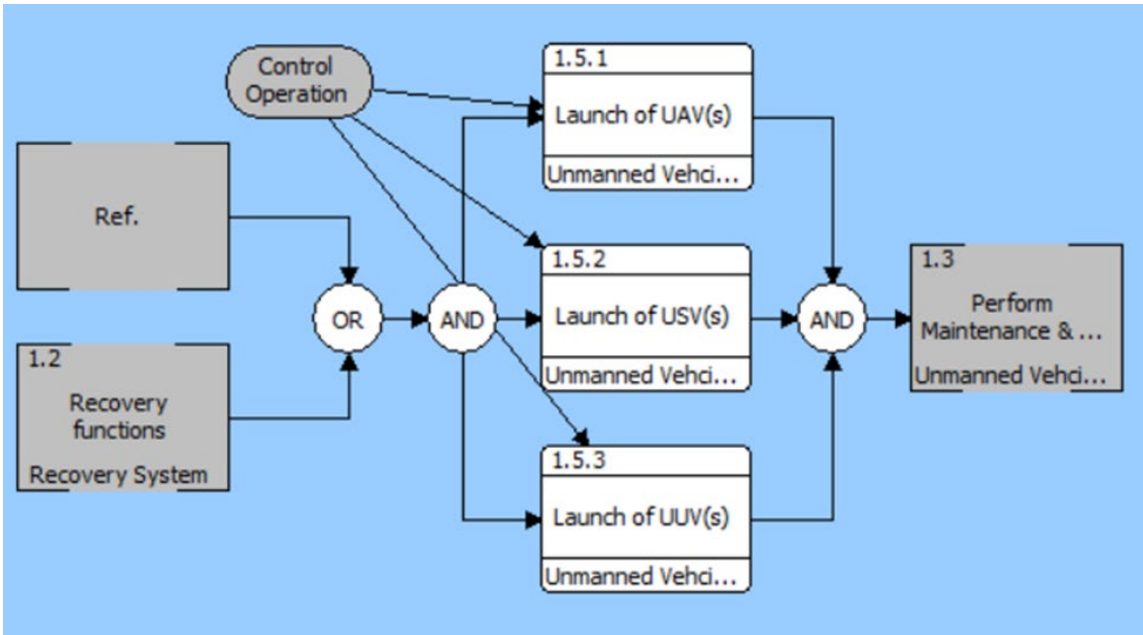 Control
Operation
Ref.
1.2
Recovery
functions
Recovery System
OR
AND
1.5.1
Launch of UAV(s)
Unmanned Vehci...
1.5.2
Launch of USV(s)
Unmanned Vehci...
1.5.3
Launch of UUV(s)
Unmanned Vehci...
AND
1.3
Perform
Maintenance & ...
Unmanned Vehci...